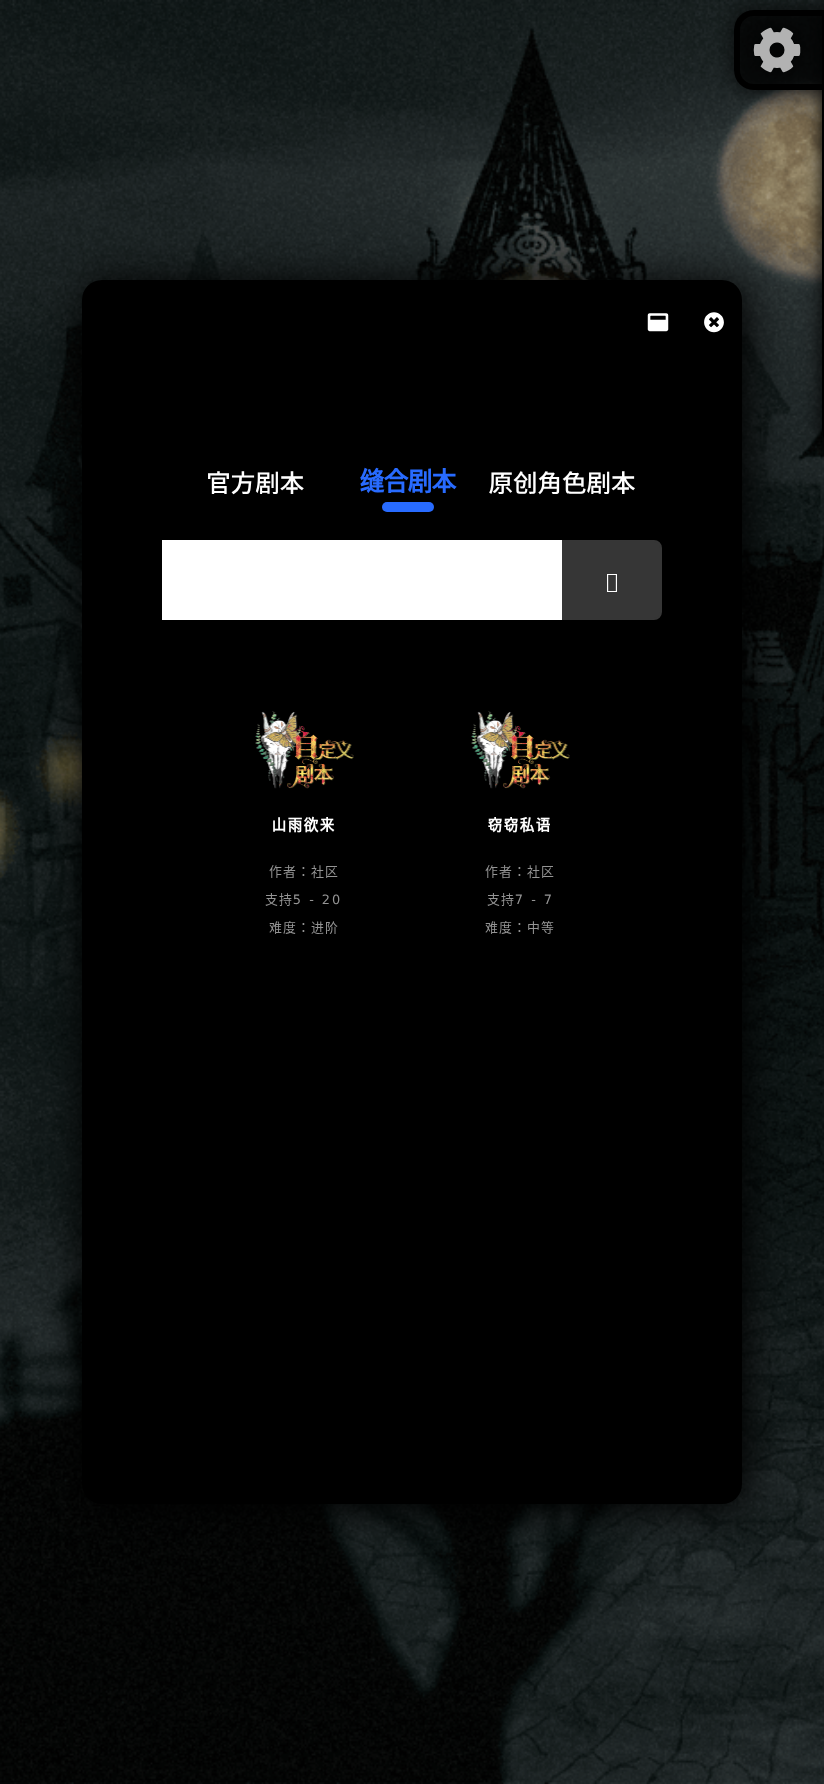 官方剧本
缝合剧本
原创角色剧本
自定义
剧本
山雨欲来
作者：社区
支持5 - 20
难度：进阶
自定义
剧本
窃窃私语
作者：社区
支持7 - 7
难度：中等